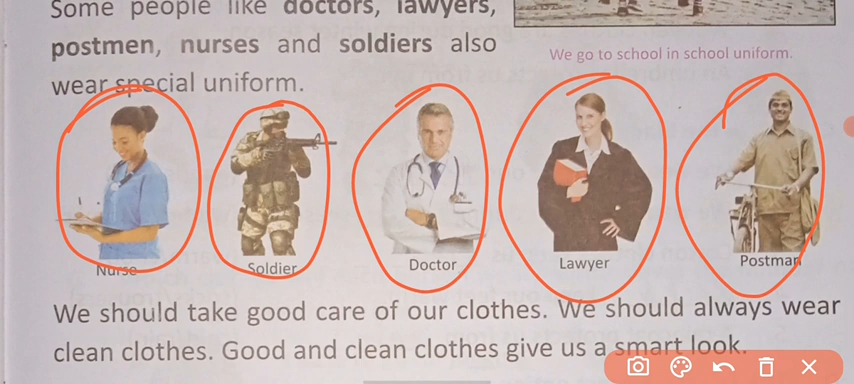 Some people like doctors, lawyers,
postmen, nurses and soldiers also
wear special uniform.
We go to school in school uniform.
Nurse
Soldier
Doctor
Lawyer
Postman
We should take good care of our clothes. We should always wear
clean clothes. Good and clean clothes give us a smart look.